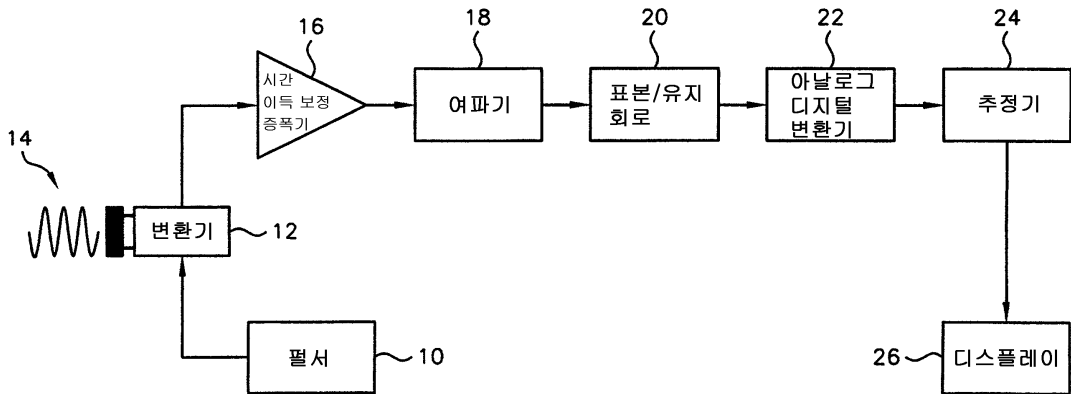 16
시간
이득 보정
증폭기
18
여파기
20
표본/유지
회로
22
아날로그
디지털
변환기
24
추정기
14
변환기
12
펄서
10
26
디스플레이